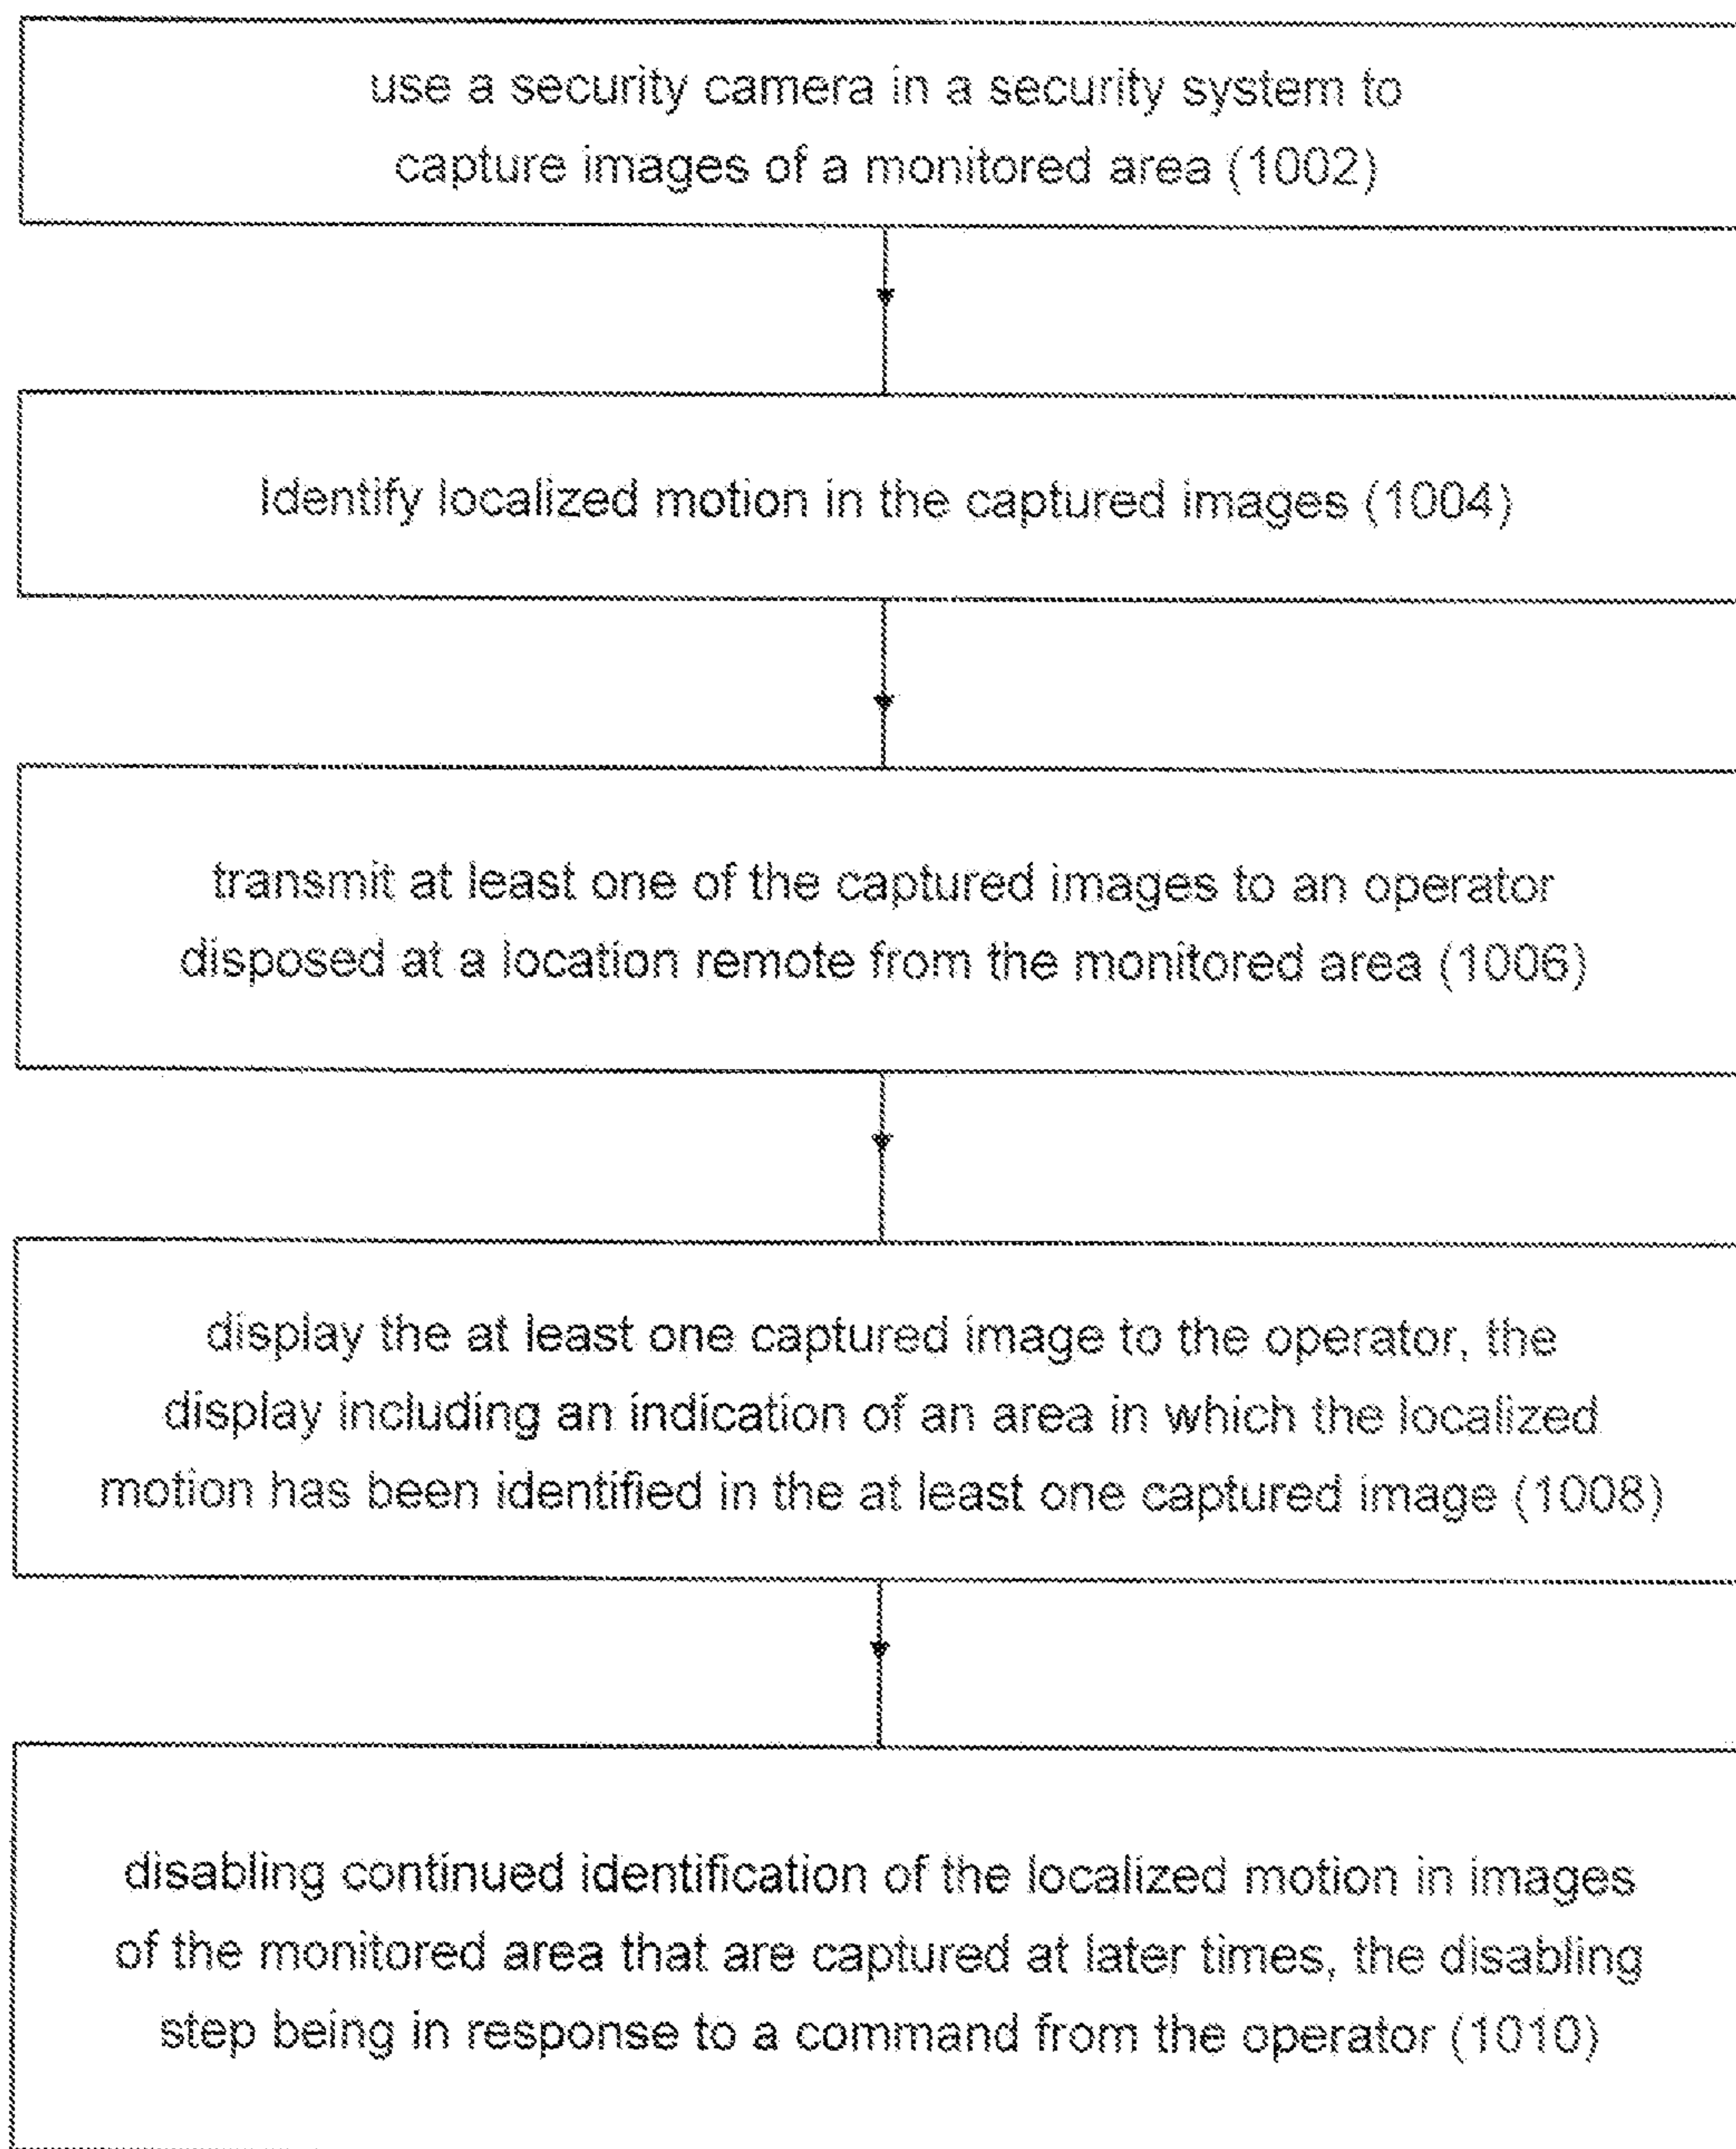 use a security camera in a security system to
capture images of a monitored area (1002)
Identify localized motion in the captured images (1004)
transmit at least one of the captured images to an operator
disposed at a location remote from the monitored area (1006)
display the at least one captured image to the operator, the
display including an indication of an area in which the localized
motion has been identified in the at least one captured image (1008)
disabling continued identification of the localized motion in images
of the monitored area that are captured at later times, the disabling
step being in response to a command from the operator (1010)